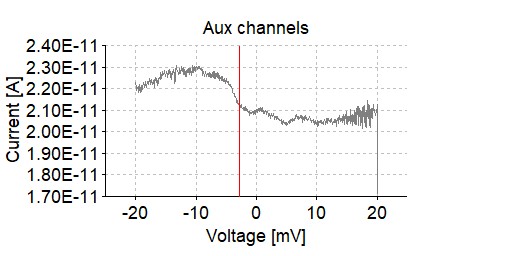 Aux channels
2.40E-11
2.30E-11
2.20E-11
2.10E-11
2.00E-11
1.90E-11
1.80E-11
1.70E-11
Current [A]
-20 -10 0 10 20
Voltage [mV]